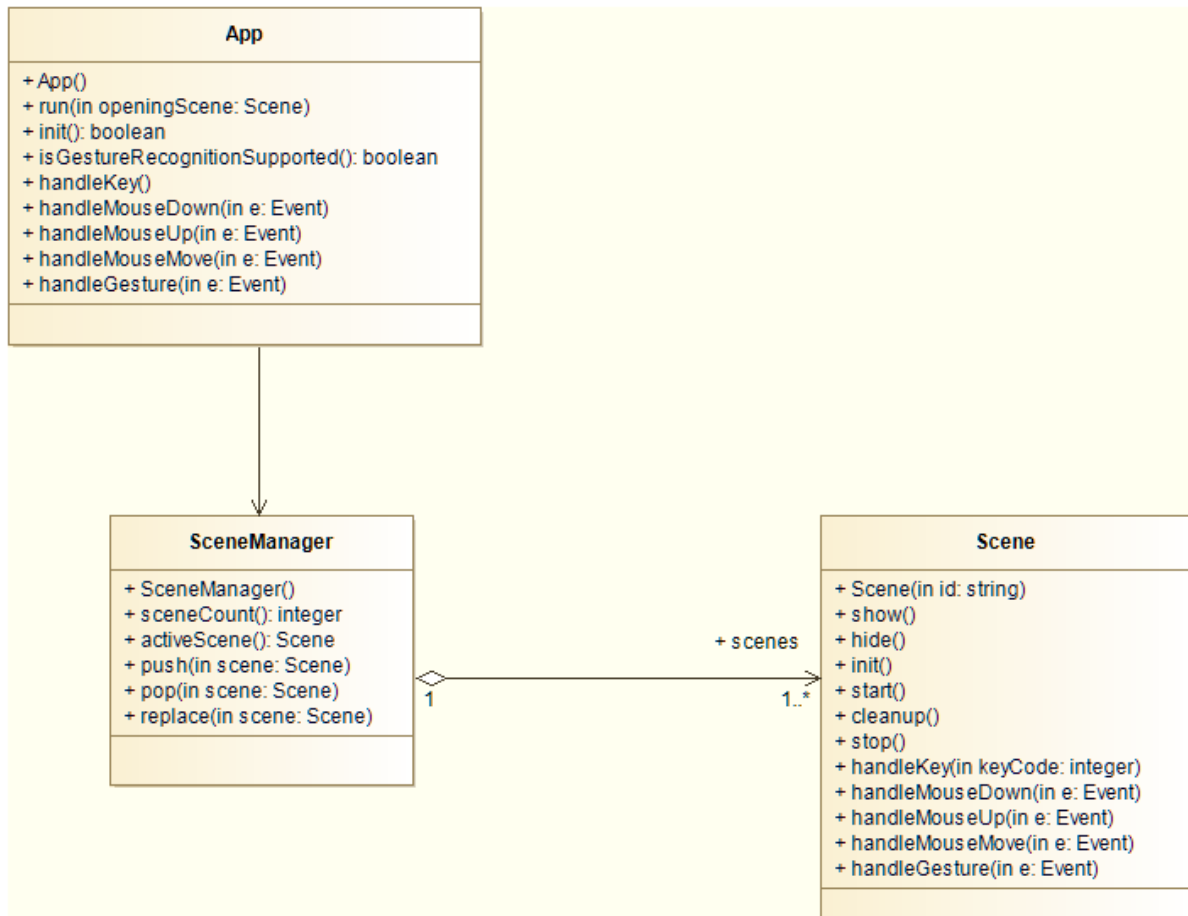 App
+ App()
+ run(in openingScene: Scene)
+ init(): boolean
+ isGestureRecognitionSupported(): boolean
+ handleKey()
+ handleMouseDown(in e: Event)
+ handleMouseUp(in e: Event)
+ handleMouseMove(in e: Event)
+ handleGesture(in e: Event)
SceneManager
+ SceneManager()
+ sceneCount(): integer
+ activeScene(): Scene
+ push(in scene: Scene)
+ pop(in scene: Scene)
+ replace(in scene: Scene)
+ scenes
1
1..*
Scene
+ Scene(in id: string)
+ show()
+ hide()
+ init()
+ start()
+ cleanup()
+ stop()
+ handleKey(in keyCode: integer)
+ handleMouseDown(in e: Event)
+ handleMouseUp(in e: Event)
+ handleMouseMove(in e: Event)
+ handleGesture(in e: Event)